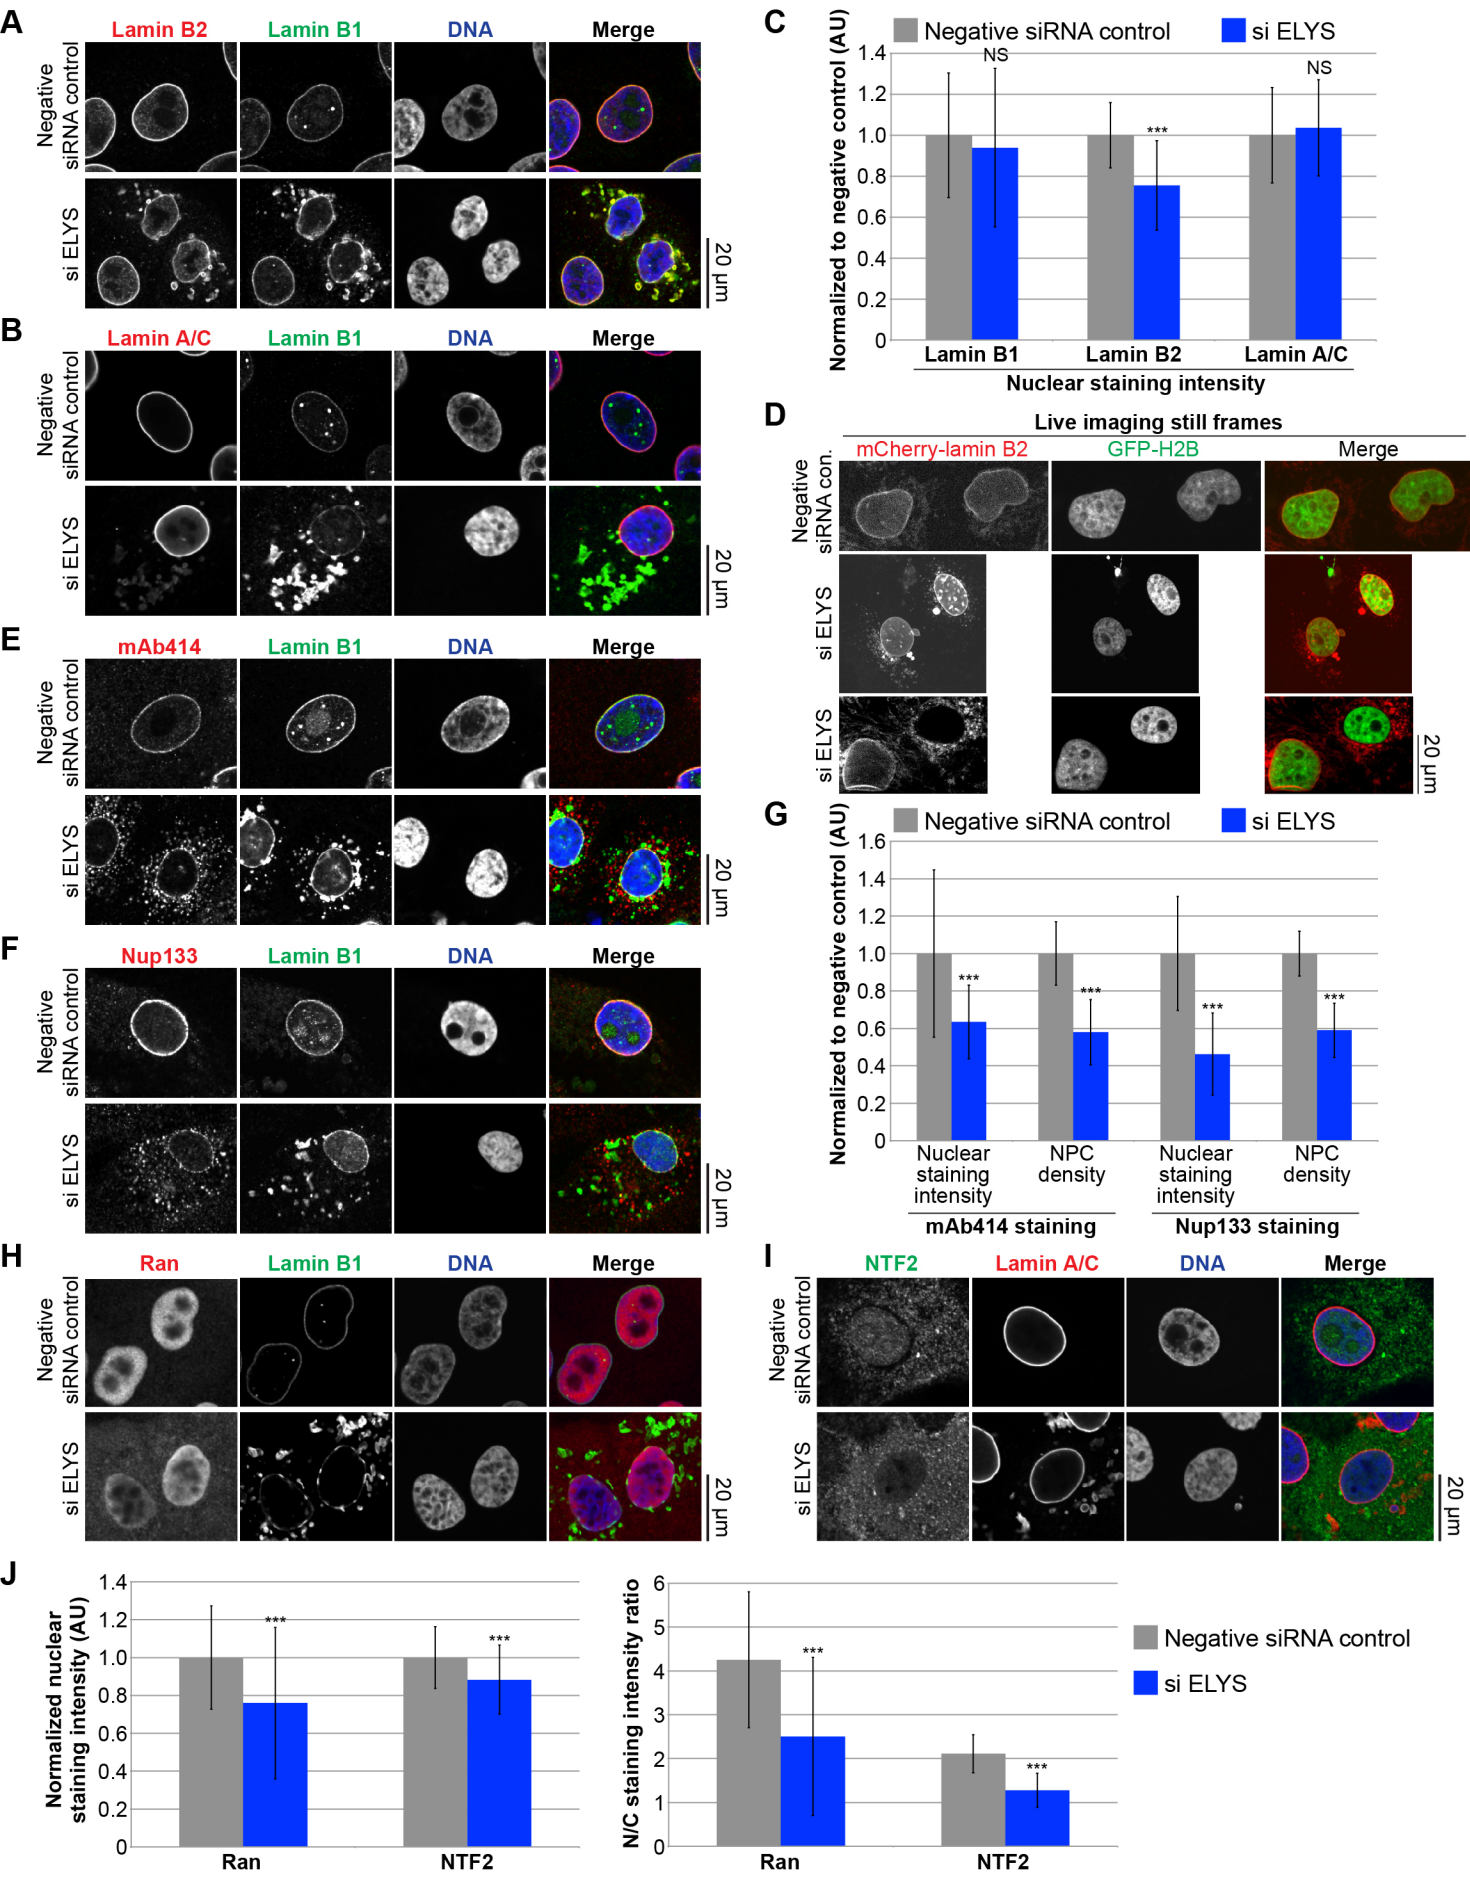 A
Lamin B2 Lamin B1 DNA Merge
Negative
siRNA control
si ELYS
20 µm
B
Lamin A/C Lamin B1 DNA Merge
Negative
siRNA control
si ELYS
20 µm
C
Negative siRNA control si ELYS
Normalized to negative control (AU)
1.4
1.2
1.0
0.8
0.6
0.4
0.2
0
NS
***
NS
Lamin B1 Lamin B2 Lamin A/C
Nuclear staining intensity
D
Live imaging still frames
mCherry-lamin B2 GFP-H2B Merge
Negative
siRNA con.
si ELYS
si ELYS
20 µm
E
mAb414 Lamin B1 DNA Merge
Negative
siRNA control
si ELYS
20 µm
F
Nup133 Lamin B1 DNA Merge
Negative
siRNA control
si ELYS
20 µm
G
Negative siRNA control si ELYS
Normalized to negative control (AU)
1.6
1.4
1.2
1.0
0.8
0.6
0.4
0.2
0
***
***
***
***
Nuclear NPC Nuclear NPC
staining density staining density
intensity intensity
mAb414 staining Nup133 staining
H
Ran Lamin B1 DNA Merge
Negative
siRNA control
si ELYS
20 µm
I
NTF2 Lamin A/C DNA Merge
Negative
siRNA control
si ELYS
20 µm
J
Normalized nuclear
staining intensity (AU)
1.4
1.2
1.0
0.8
0.6
0.4
0.2
0
***
***
Ran NTF2
N/C staining intensity ratio
6
5
4
3
2
1
0
***
***
Ran NTF2
Negative siRNA control
si ELYS